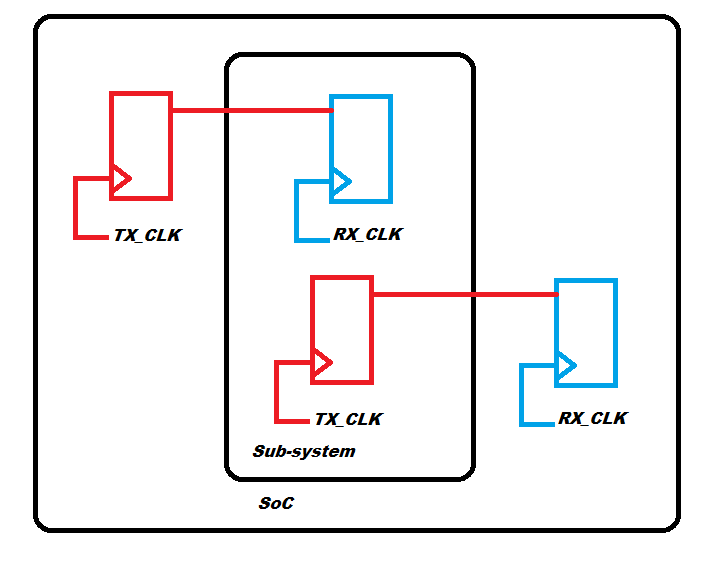 TX_CLK
RX_CLK
TX_CLK
RX_CLK
Sub-system
SoC